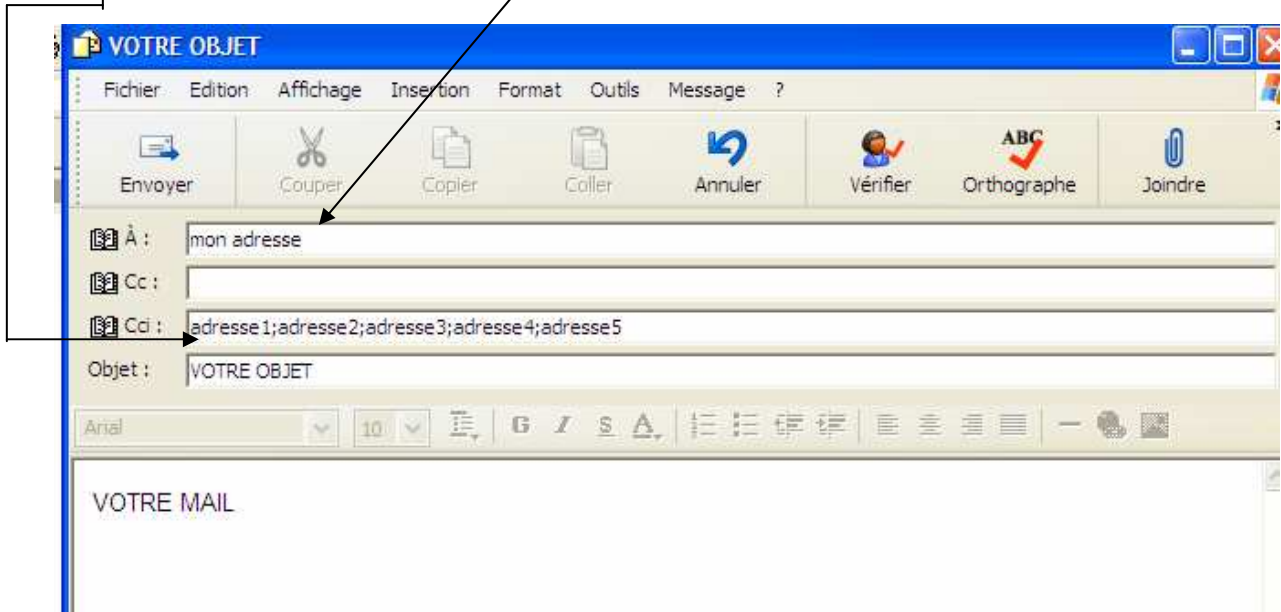 VOTRE OBJET
Fichier Edition Affichage Insertion Format Outils Message ?
ABC
Envoyer Couper Copier Coller Annuler Vérifier Orthographe Joindre
À : mon adresse
Cc :
Cci : adresse1;adresse2;adresse3;adresse4;adresse5
Objet : VOTRE OBJET
Arial 10 G I S A
VOTRE MAIL